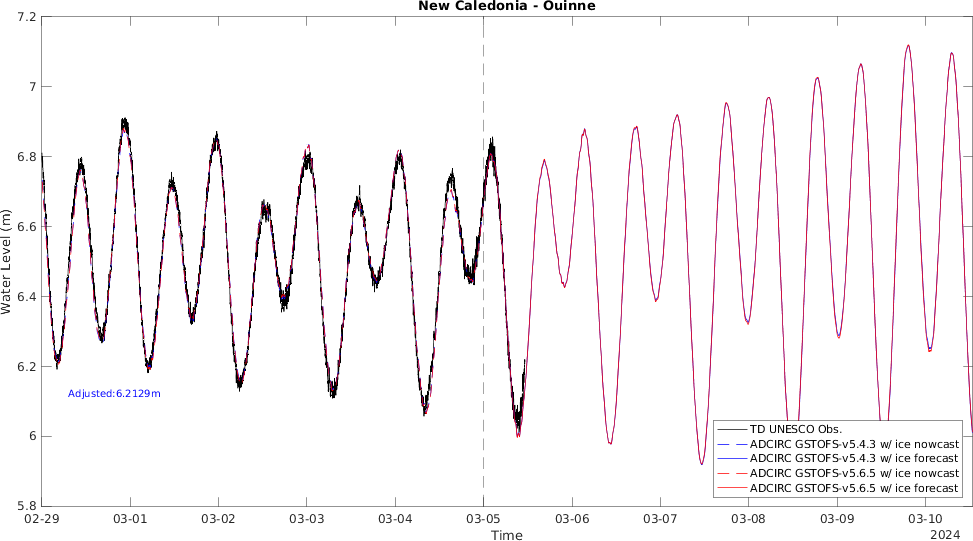 New Caledonia - Ouinne
7.2
7
6.8
6.6
6.4
6.2
6
5.8
Water Level (m)
Adjusted:6.2129m
TD UNESCO Obs.
ADCIRC GSTOFS-v5.4.3 w/ ice nowcast
ADCIRC GSTOFS-v5.4.3 w/ ice forecast
ADCIRC GSTOFS-v5.6.5 w/ ice nowcast
ADCIRC GSTOFS-v5.6.5 w/ ice forecast
02-29 03-01 03-02 03-03 03-04 03-05 03-06 03-07 03-08 03-09 03-10
Time
2024